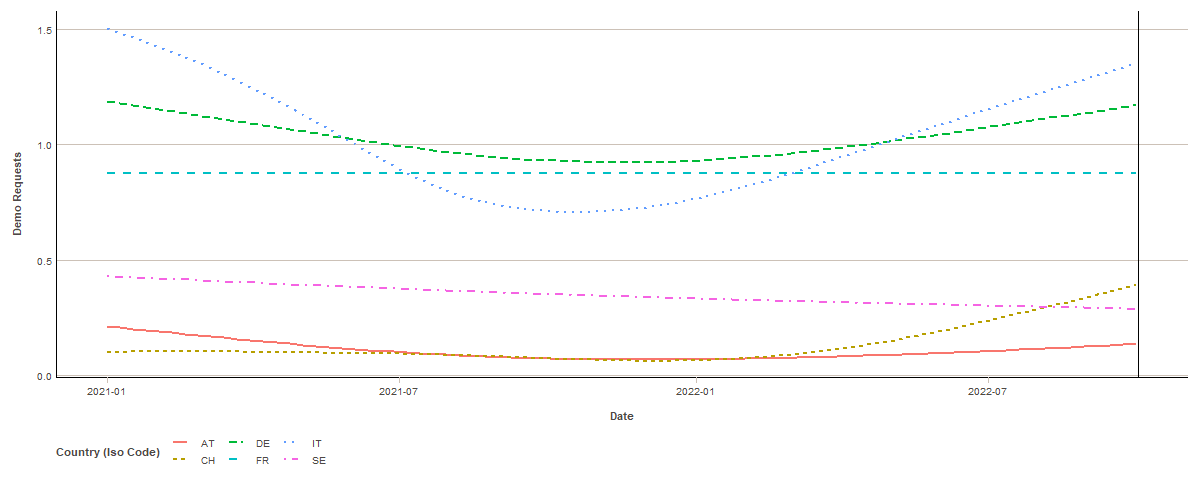 1.5
1.0
0.5
0.0
Demo Requests
2021-01 2021-07 2022-01 2022-07
Date
Country (Iso Code)
AT DE IT
CH FR SE